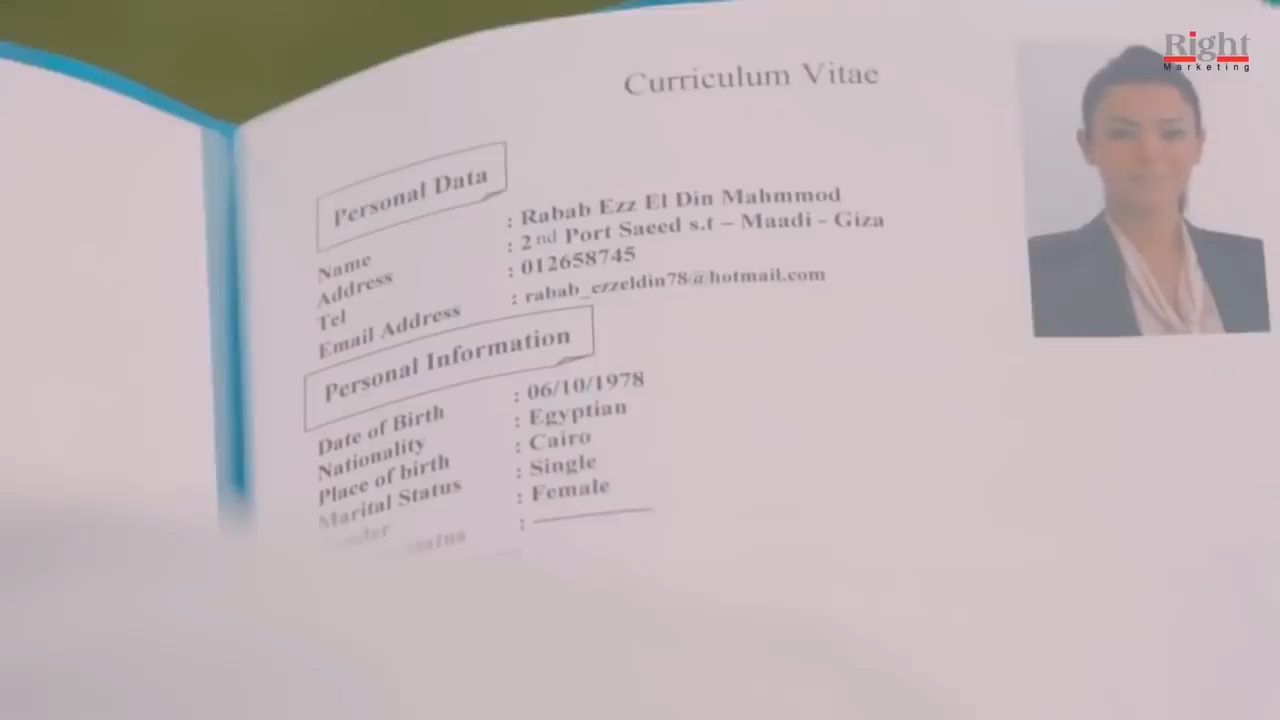 Right
Marketing
Curriculum Vitae
Personal Data
Name : Rabab Ezz El Din Mahmmod
Address : 2nd Port Saeed s.t – Maadi - Giza
Tel : 012658745
Email Address : rabab_ezzeldin78@hotmail.com
Personal Information
Date of Birth : 06/10/1978
Nationality : Egyptian
Place of birth : Cairo
Marital Status : Single
: Female
status :